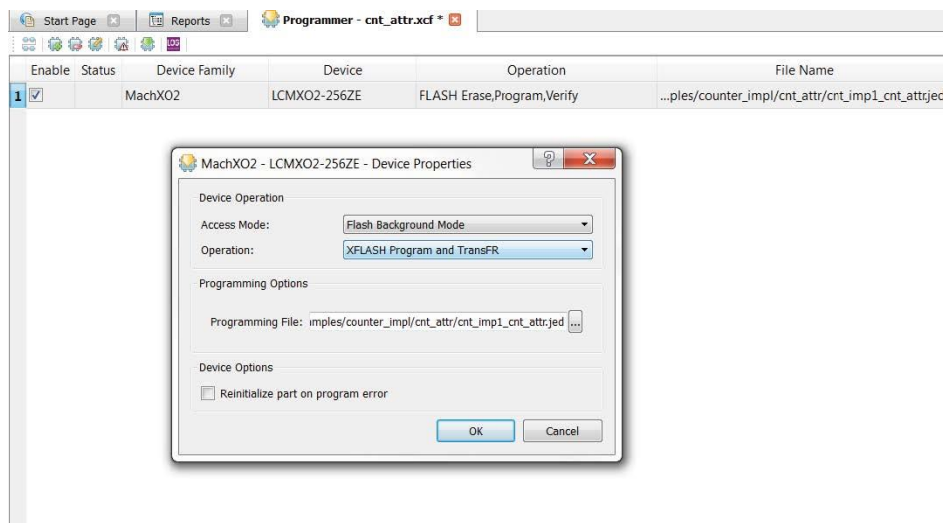 Start Page Reports Programmer - cnt_attr.xcf *
LOG
Enable Status Device Family Device Operation File Name
1 MachXO2 LCMXO2-256ZE FLASH Erase,Program,Verify ...ples/counter_impl/cnt_attr/cnt_imp1_cnt_attr.jed
MachXO2 - LCMXO2-256ZE - Device Properties
Device Operation
Access Mode: Flash Background Mode
Operation: XFLASH Program and TransFR
Programming Options
Programming File: imples/counter_impl/cnt_attr/cnt_imp1_cnt_attr.jed ...
Device Options
Reinitialize part on program error
OK Cancel